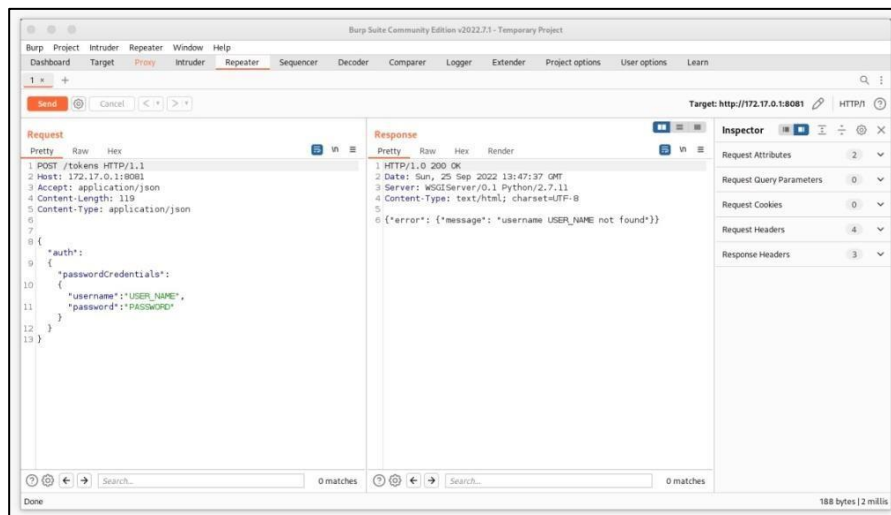 Burp Suite Community Edition v2022.7.1 - Temporary Project
Burp Project Intruder Repeater Window Help
Dashboard Target Proxy Intruder Repeater Sequencer Decoder Comparer Logger Extender Project options User options Learn
1 × +
Send Cancel < > Target: http://172.17.0.1:8081 HTTP/1 ?
Request
Pretty Raw Hex \n
1 POST /tokens HTTP/1.1
2 Host: 172.17.0.1:8081
3 Accept: application/json
4 Content-Length: 119
5 Content-Type: application/json
6
7
8 {
"auth":
9 {
"passwordCredentials":
10 {
"username":"USER_NAME",
11 "password":"PASSWORD"
}
12 }
13 }
Response
Pretty Raw Hex Render \n
1 HTTP/1.0 200 OK
2 Date: Sun, 25 Sep 2022 13:47:37 GMT
3 Server: WSGIServer/0.1 Python/2.7.11
4 Content-Type: text/html; charset=UTF-8
5
6 {"error": {"message": "username USER_NAME not found"}}
Inspector
Request Attributes 2
Request Query Parameters 0
Request Cookies 0
Request Headers 4
Response Headers 3
? Search... 0 matches
? Search... 0 matches
Done 188 bytes | 2 millis